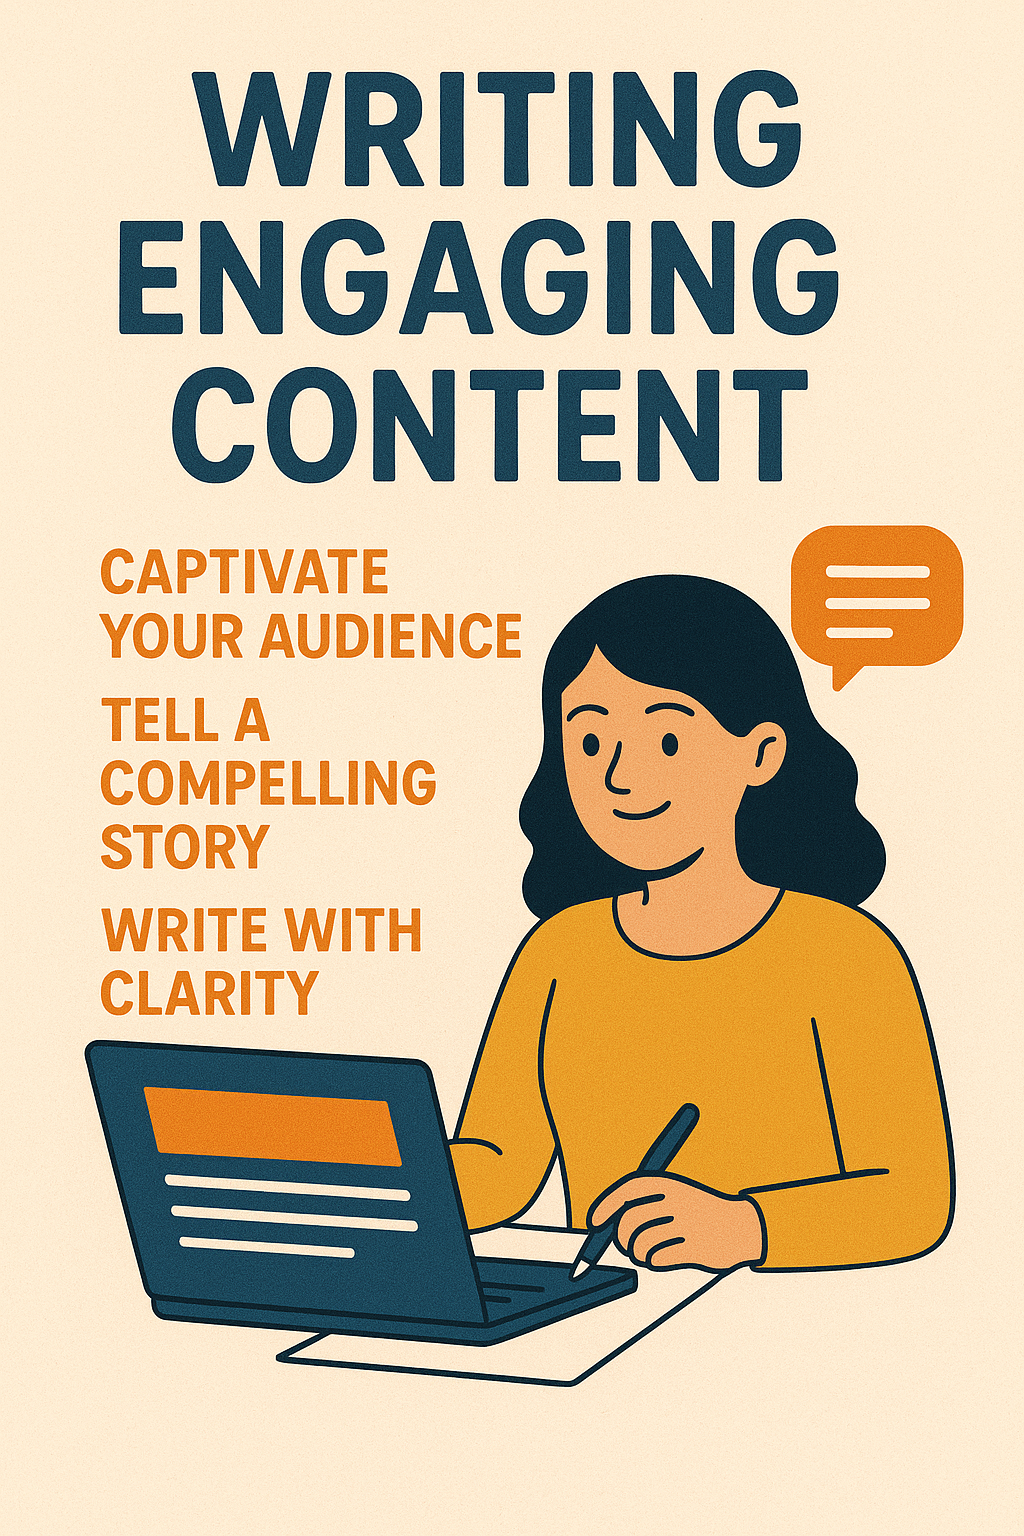 WRITING
ENGAGING
CONTENT
CAPTIVATE
YOUR AUDIENCE
TELL A
COMPELLING
STORY
WRITE WITH
CLARITY